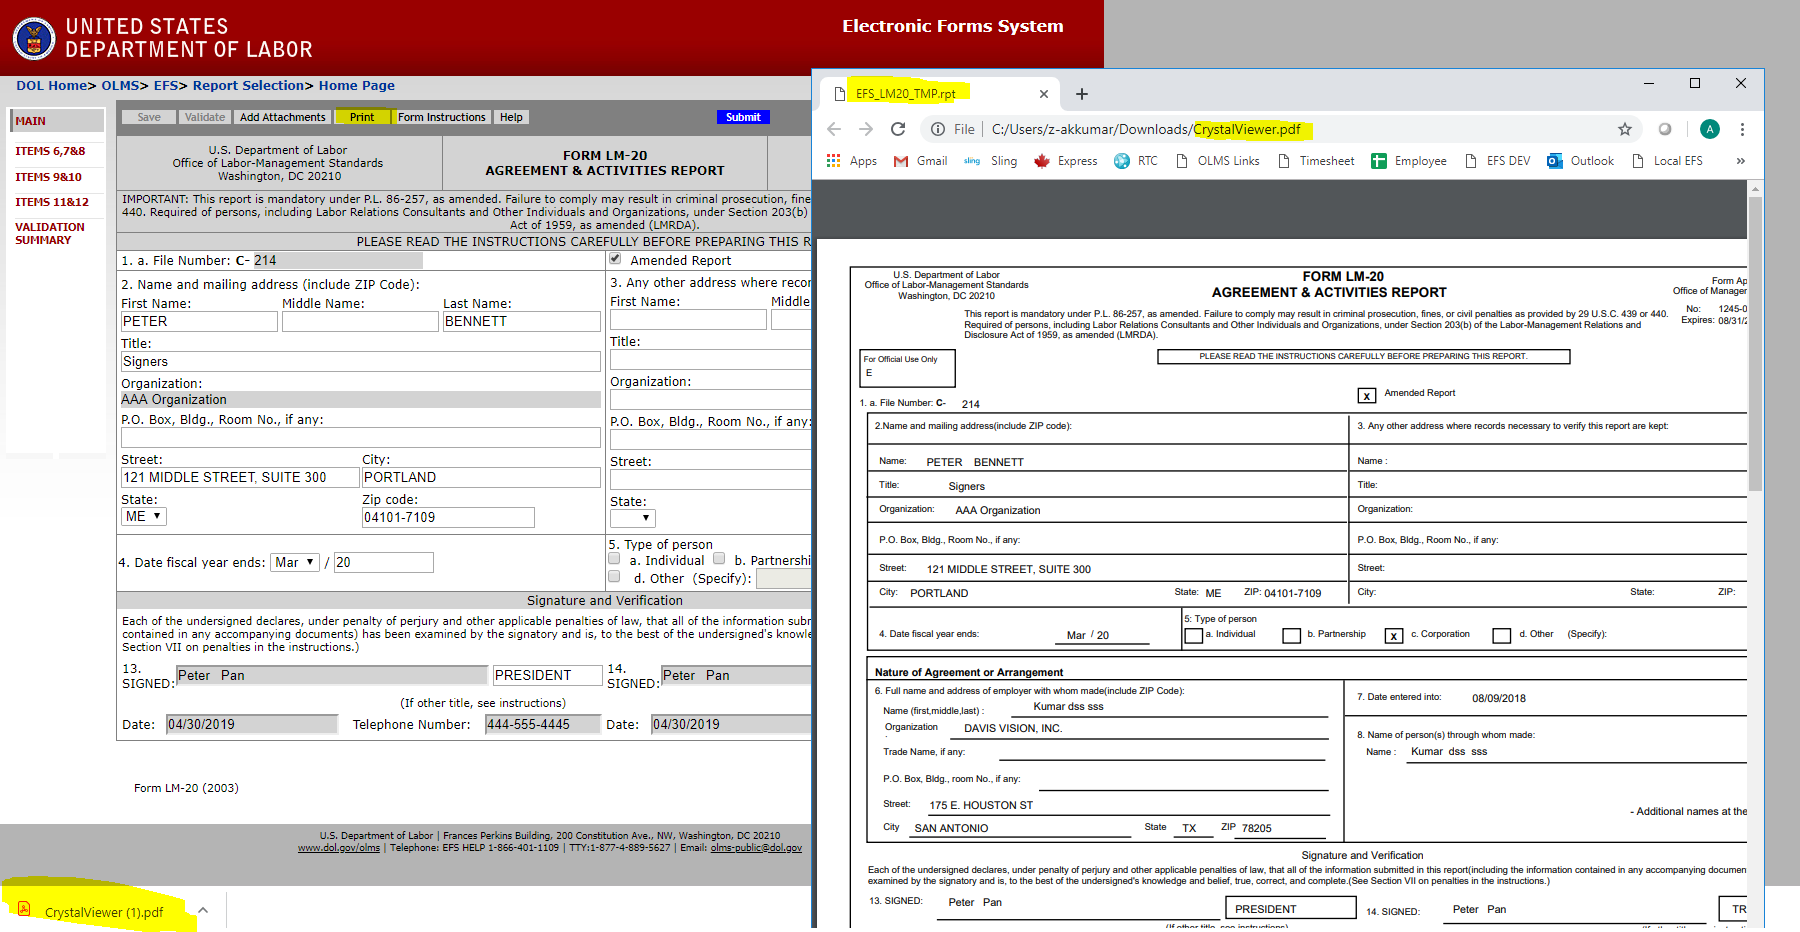 UNITED STATES
DEPARTMENT OF LABOR
Electronic Forms System
DOL Home> OLMS> EFS> Report Selection> Home Page
MAIN
ITEMS 6,7&8
ITEMS 9&10
ITEMS 11&12
VALIDATION
SUMMARY
Save Validate Add Attachments Print Form Instructions Help Submit
U.S. Department of Labor
Office of Labor-Management Standards
Washington, DC 20210
FORM LM-20
AGREEMENT & ACTIVITIES REPORT
IMPORTANT: This report is mandatory under P.L. 86-257, as amended. Failure to comply may result in criminal prosecution, fine
440. Required of persons, including Labor Relations Consultants and Other Individuals and Organizations, under Section 203(b)
Act of 1959, as amended (LMRDA).
PLEASE READ THE INSTRUCTIONS CAREFULLY BEFORE PREPARING THIS R
1. a. File Number: C- 214
Amended Report
2. Name and mailing address (include ZIP Code):
First Name: Middle Name: Last Name:
PETER BENNETT
Title:
Signers
Organization:
AAA Organization
P.O. Box, Bldg., Room No., if any:
Street: City:
121 MIDDLE STREET, SUITE 300 PORTLAND
State: Zip code:
ME 04101-7109
3. Any other address where recor
First Name: Middle
Title:
Organization:
P.O. Box, Bldg., Room No., if any:
Street:
State:
4. Date fiscal year ends: Mar / 20
5. Type of person
a. Individual b. Partnershi
d. Other (Specify):
Signature and Verification
Each of the undersigned declares, under penalty of perjury and other applicable penalties of law, that all of the information subr
contained in any accompanying documents) has been examined by the signatory and is, to the best of the undersigned's knowle
Section VII on penalties in the instructions.)
13.
SIGNED: Peter Pan PRESIDENT
14.
SIGNED: Peter Pan
(If other title, see instructions)
Date: 04/30/2019 Telephone Number: 444-555-4445 Date: 04/30/2019
Form LM-20 (2003)
U.S. Department of Labor | Frances Perkins Building, 200 Constitution Ave., NW, Washington, DC 20210
www.dol.gov/olms | Telephone: EFS HELP 1-866-401-1109 | TTY:1-877-4-889-5627 | Email: olms-public@dol.gov
CrystalViewer (1).pdf
EFS_LM20_TMP.rpt
File | C:/Users/z-akkumar/Downloads/CrystalViewer.pdf
A
Apps Gmail sling Sling Express RTC OLMS Links Timesheet Employee EFS DEV Outlook Local EFS »
U.S. Department of Labor
Office of Labor-Management Standards
Washington, DC 20210
FORM LM-20
AGREEMENT & ACTIVITIES REPORT
Form Ap
Office of Manager
No: 1245-0
Expires: 08/31/2
This report is mandatory under P.L. 86-257, as amended. Failure to comply may result in criminal prosecution, fines, or civil penalties as provided by 29 U.S.C. 439 or 440.
Required of persons, including Labor Relations Consultants and Other Individuals and Organizations, under Section 203(b) of the Labor-Management Relations and
Disclosure Act of 1959, as amended (LMRDA).
For Official Use Only
E
PLEASE READ THE INSTRUCTIONS CAREFULLY BEFORE PREPARING THIS REPORT.
x Amended Report
1. a. File Number: C- 214
2.Name and mailing address(include ZIP code):
Name: PETER BENNETT
Title: Signers
Organization: AAA Organization
P.O. Box, Bldg., Room No., if any:
Street: 121 MIDDLE STREET, SUITE 300
City: PORTLAND State: ME ZIP: 04101-7109
3. Any other address where records necessary to verify this report are kept:
Name :
Title:
Organization:
P.O. Box, Bldg., Room No., if any:
Street:
City: State: ZIP:
4. Date fiscal year ends: Mar / 20
5: Type of person
a. Individual b. Partnership x c. Corporation d. Other (Specify):
Nature of Agreement or Arrangement
6. Full name and address of employer with whom made(include ZIP Code):
Name (first,middle,last) : Kumar dss sss
Organization
: DAVIS VISION, INC.
Trade Name, if any:
P.O. Box, Bldg., room No., if any:
Street: 175 E. HOUSTON ST
City SAN ANTONIO State TX ZIP 78205
7. Date entered into: 08/09/2018
8. Name of person(s) through whom made:
Name : Kumar dss sss
- Additional names at the
Signature and Verification
Each of the undersigned declares, under penalty of perjury and other applicable penalties of law, that all of the information submitted in this report(including the information contained in any accompanying documen
examined by the signatory and is, to the best of the undersigned's knowledge and belief, true, correct, and complete.(See Section VII on penalties in the instructions.)
13. SIGNED: Peter Pan PRESIDENT 14. SIGNED: Peter Pan TR